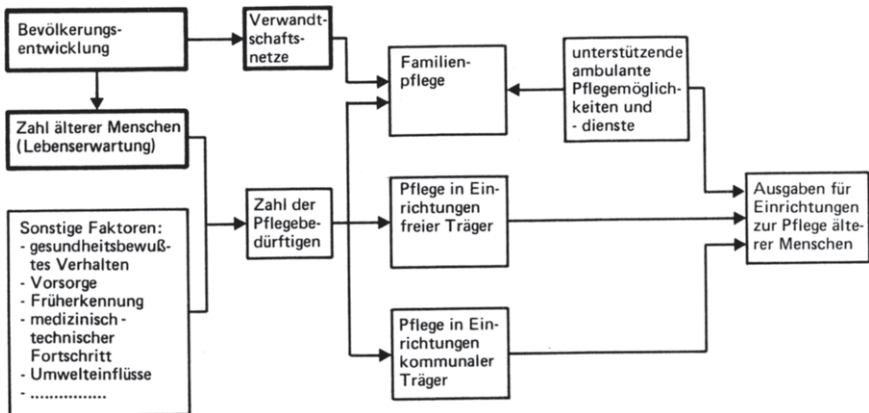 Bevölkerungs-
entwicklung
Verwandt-
schafts-
netze
Familien-
pflege
unterstützende
ambulante
Pflegemöglich-
keiten und
- dienste
Zahl älterer Menschen
(Lebenserwartung)
Zahl der
Pflegebe-
dürftigen
Pflege in Ein-
richtungen
freier Träger
Ausgaben für
Einrichtungen
zur Pflege älte-
rer Menschen
Sonstige Faktoren:
- gesundheitsbewuß-
tes Verhalten
- Vorsorge
- Früherkennung
- medizinisch-
technischer
Fortschritt
- Umwelteinflüsse
- ................
Pflege in Ein-
richtungen
kommunaler
Träger